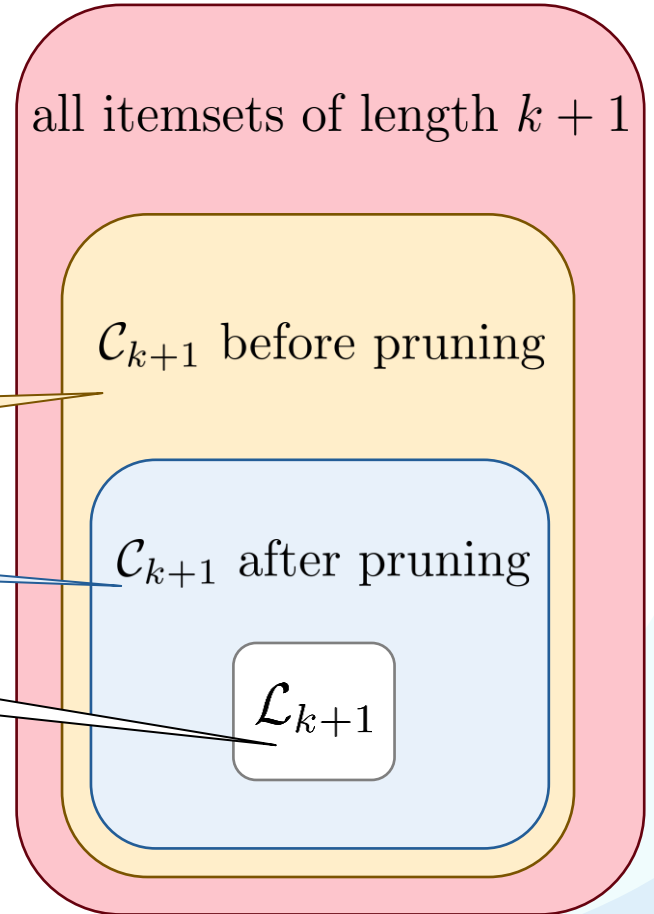 all itemsets of length k + 1
𝒞ₖ₊₁ before pruning
𝒞ₖ₊₁ after pruning
ℒₖ₊₁